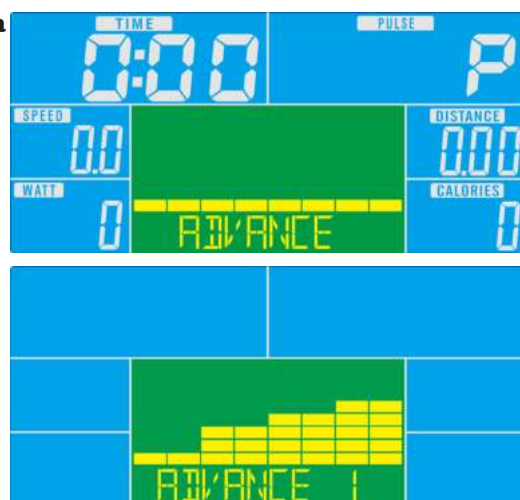 a
TIME
PULSE
0:00
P
SPEED
DISTANCE
0.0
0.00
WATT
CALORIES
0
0
ADVANCE
ADVANCE 1